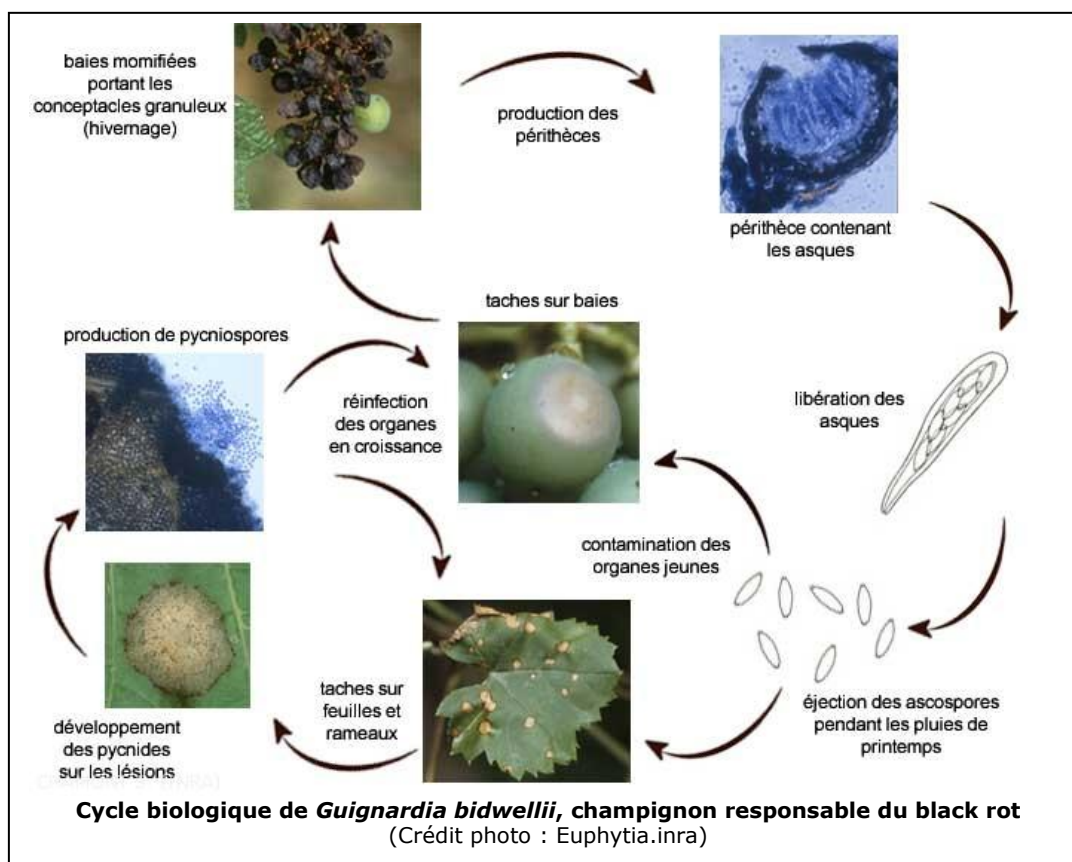 baies momifiées
portant les
conceptacles granuleux
(hivernage)
production des
périthèces
périthèce contenant
les asques
taches sur baies
production de pycniospores
réinfection
des organes
en croissance
libération des
asques
contamination des
organes jeunes
taches sur
feuilles et
rameaux
éjection des ascospores
pendant les pluies de
printemps
développement
des pycnides
sur les lésions
Cycle biologique de Guignardia bidwellii, champignon responsable du black rot
(Crédit photo : Euphytia.inra)